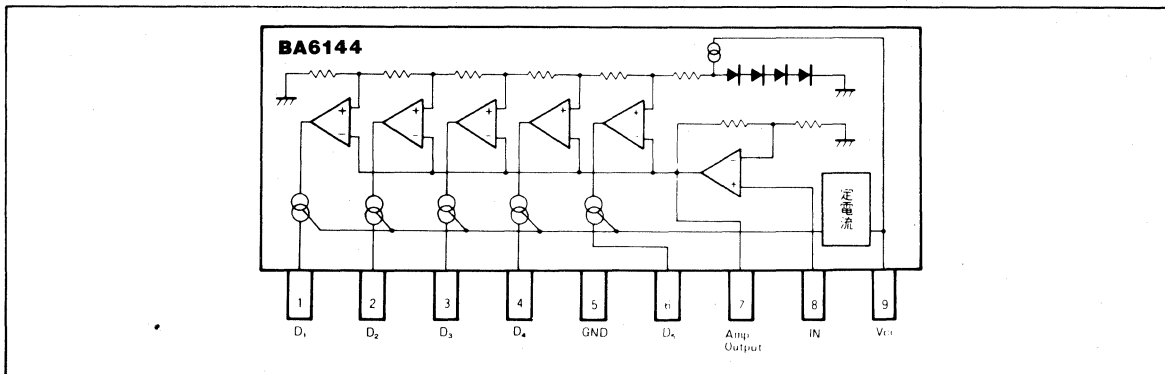 BA6144
定電流
1 2 3 4 5 6 7 8 9
D₁ D₂ D₃ D₄ GND D₅ Amp Output IN Vcc